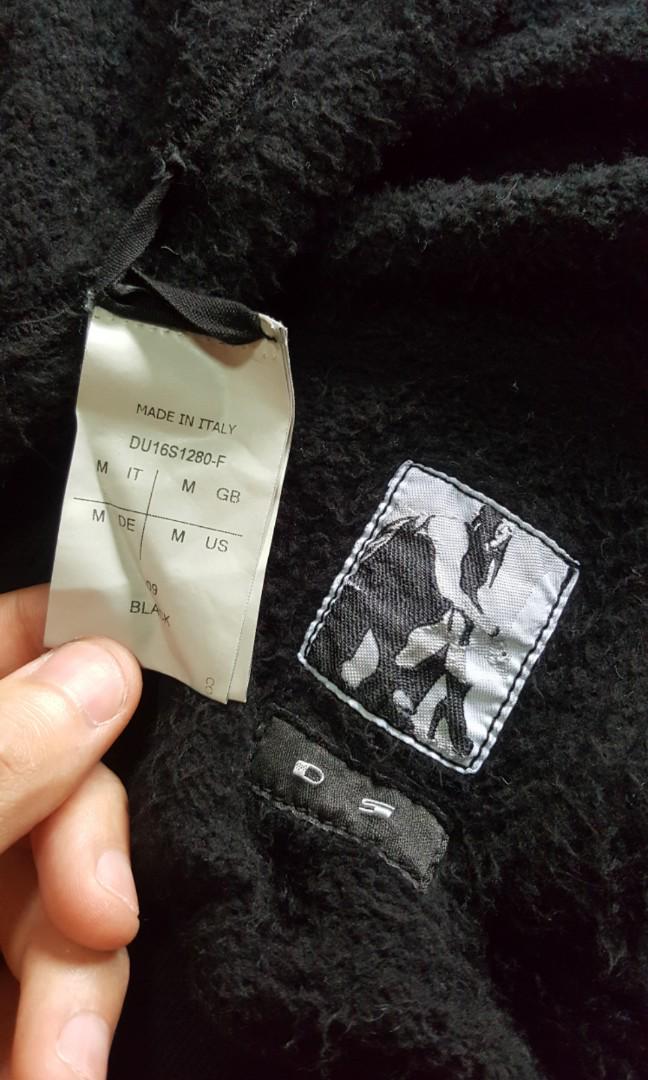 MADE IN ITALY
DU16S1280-F
M IT M GB
M DE M US
09
BLACK
D S